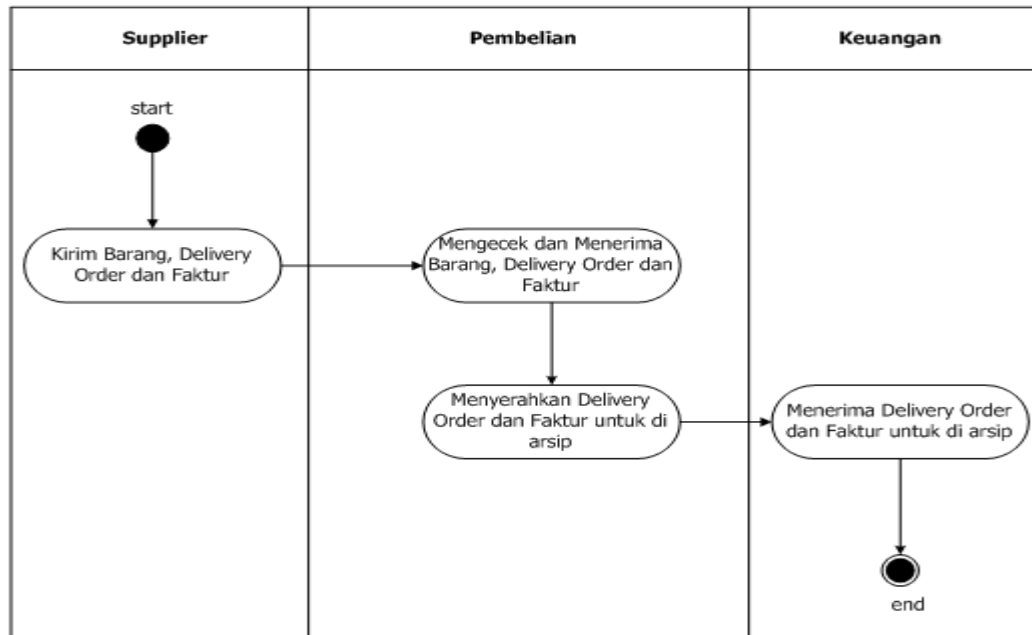 Supplier
Pembelian
Keuangan
start
Kirim Barang, Delivery
Order dan Faktur
Mengecek dan Menerima
Barang, Delivery Order dan
Faktur
Menyerahkan Delivery
Order dan Faktur untuk di
arsip
Menerima Delivery Order
dan Faktur untuk di arsip
end